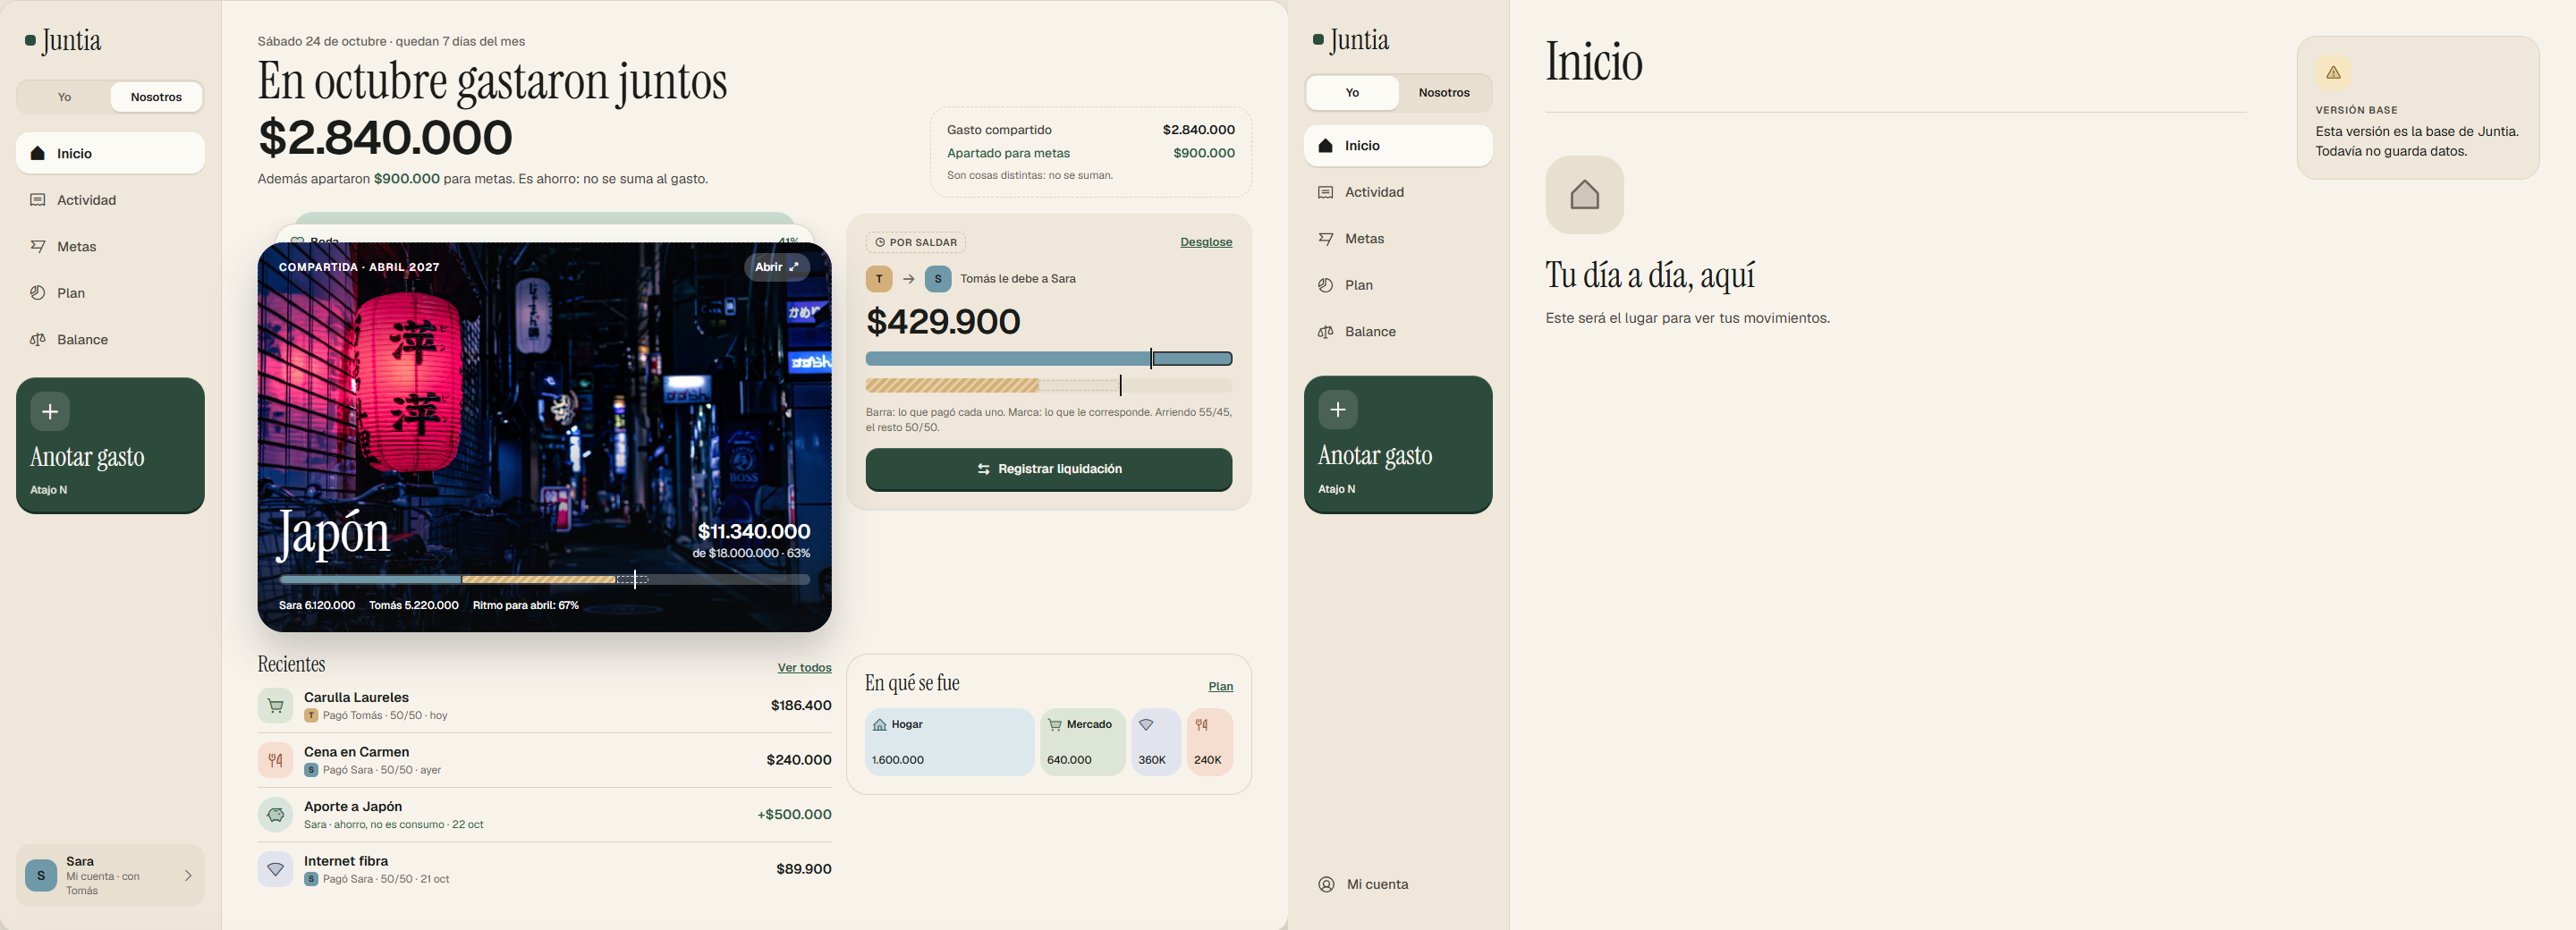 Juntia
Yo
Nosotros
Inicio
Actividad
Metas
Plan
Balance
Anotar gasto
Atajo N
S
Sara
Mi cuenta · con
Tomás
Sábado 24 de octubre · quedan 7 días del mes
En octubre gastaron juntos
$2.840.000
Además apartaron $900.000 para metas. Es ahorro: no se suma al gasto.
Gasto compartido $2.840.000
Apartado para metas $900.000
Son cosas distintas: no se suman.
Boda 41%
COMPARTIDA · ABRIL 2027
Abrir
BOSS
Japón
$11.340.000
de $18.000.000 · 63%
Sara 6.120.000 Tomás 5.220.000 Ritmo para abril: 67%
POR SALDAR
Desglose
T S Tomás le debe a Sara
$429.900
Barra: lo que pagó cada uno. Marca: lo que le corresponde. Arriendo 55/45,
el resto 50/50.
Registrar liquidación
Recientes
Ver todos
Carulla Laureles
T Pagó Tomás · 50/50 · hoy
$186.400
Cena en Carmen
S Pagó Sara · 50/50 · ayer
$240.000
Aporte a Japón
Sara · ahorro, no es consumo · 22 oct
+$500.000
Internet fibra
S Pagó Sara · 50/50 · 21 oct
$89.900
En qué se fue
Plan
Hogar
1.600.000
Mercado
640.000
360K
240K
Juntia
Yo
Nosotros
Inicio
Actividad
Metas
Plan
Balance
Anotar gasto
Atajo N
Mi cuenta
Inicio
Tu día a día, aquí
Este será el lugar para ver tus movimientos.
VERSIÓN BASE
Esta versión es la base de Juntia.
Todavía no guarda datos.